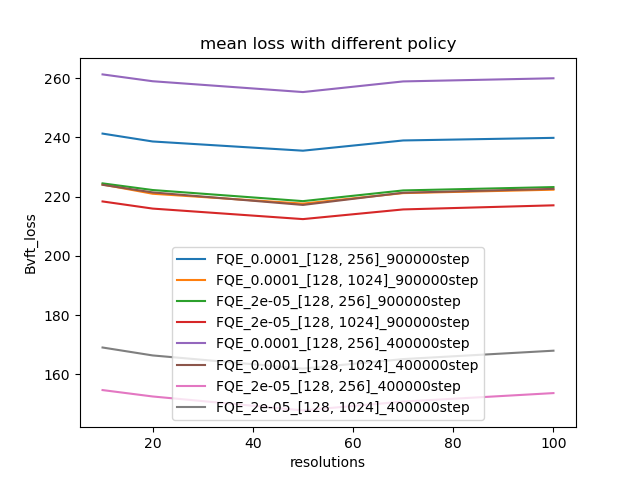 mean loss with different policy
260
240
220
200
180
160
Bvft_loss
FQE_0.0001_[128, 256]_900000step
FQE_0.0001_[128, 1024]_900000step
FQE_2e-05_[128, 256]_900000step
FQE_2e-05_[128, 1024]_900000step
FQE_0.0001_[128, 256]_400000step
FQE_0.0001_[128, 1024]_400000step
FQE_2e-05_[128, 256]_400000step
FQE_2e-05_[128, 1024]_400000step
20 40 60 80 100
resolutions